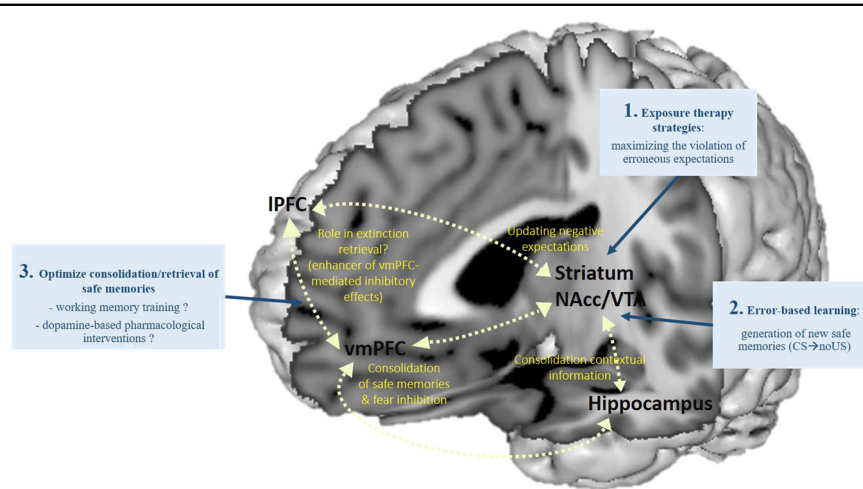 1. Exposure therapy
strategies:
maximizing the violation of
erroneous expectations
lPFC
Role in extinction
retrieval?
(enhancer of vmPFC-
mediated inhibitory
effects)
Updating negative
expectations
Striatum
NAcc/VTA
3. Optimize consolidation/retrieval of
safe memories
- working memory training ?
- dopamine-based pharmacological
interventions ?
2. Error-based learning:
generation of new safe
memories (CS→noUS)
vmPFC
Consolidation
of safe memories
& fear inhibition
Consolidation contextual
information
Hippocampus